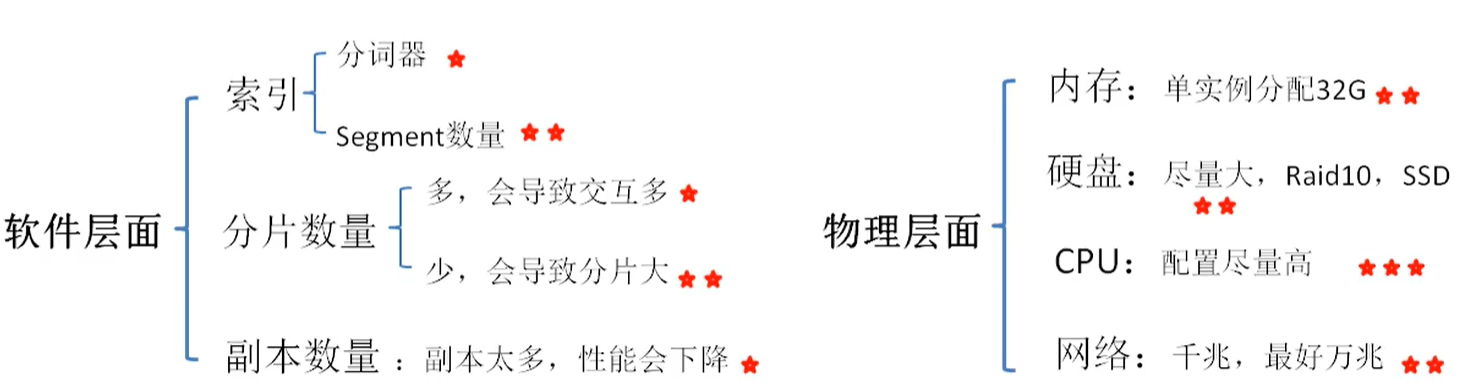 软件层面
索引
分词器
Segment数量
分片数量
多，会导致交互多
少，会导致分片大
副本数量：副本太多，性能会下降
物理层面
内存：单实例分配32G
硬盘：尽量大，Raid10，SSD
CPU：配置尽量高
网络：千兆，最好万兆